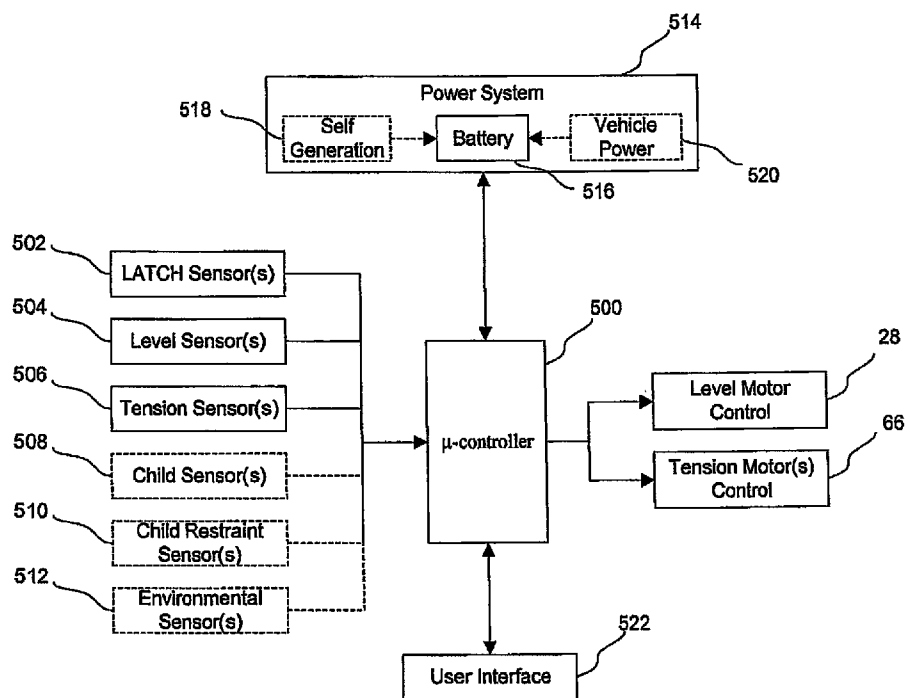 514
Power System
518
Self
Generation
Battery
Vehicle
Power
516
520
502
LATCH Sensor(s)
504
Level Sensor(s)
506
Tension Sensor(s)
508
Child Sensor(s)
510
Child Restraint
Sensor(s)
512
Environmental
Sensor(s)
500
μ-controller
28
Level Motor
Control
66
Tension Motor(s)
Control
522
User Interface